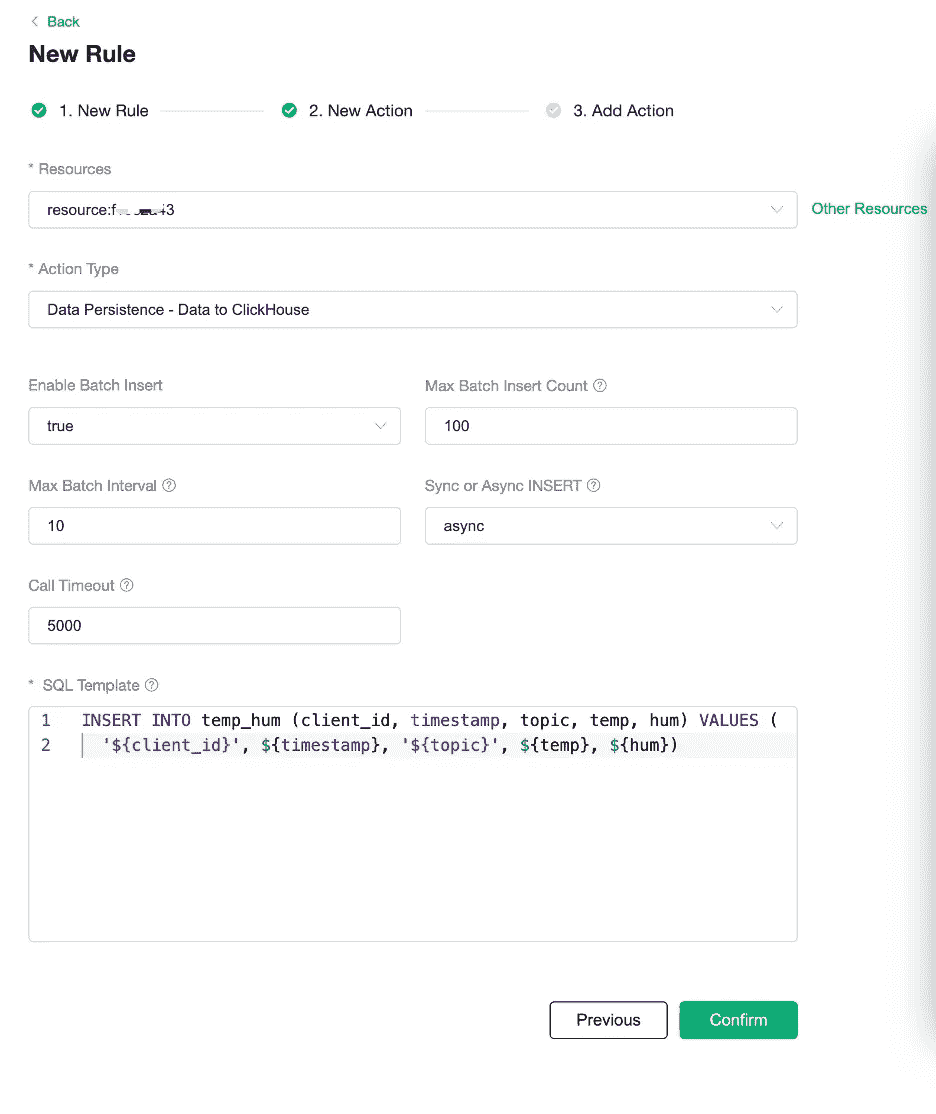 Back
New Rule
1. New Rule
2. New Action
3. Add Action
* Resources
resource:f
Other Resources
* Action Type
Data Persistence - Data to ClickHouse
Enable Batch Insert
Max Batch Insert Count ?
true
100
Max Batch Interval ?
Sync or Async INSERT ?
10
async
Call Timeout ?
5000
* SQL Template ?
1 INSERT INTO temp_hum (client_id, timestamp, topic, temp, hum) VALUES (
2 '${client_id}', ${timestamp}, '${topic}', ${temp}, ${hum})
Previous
Confirm